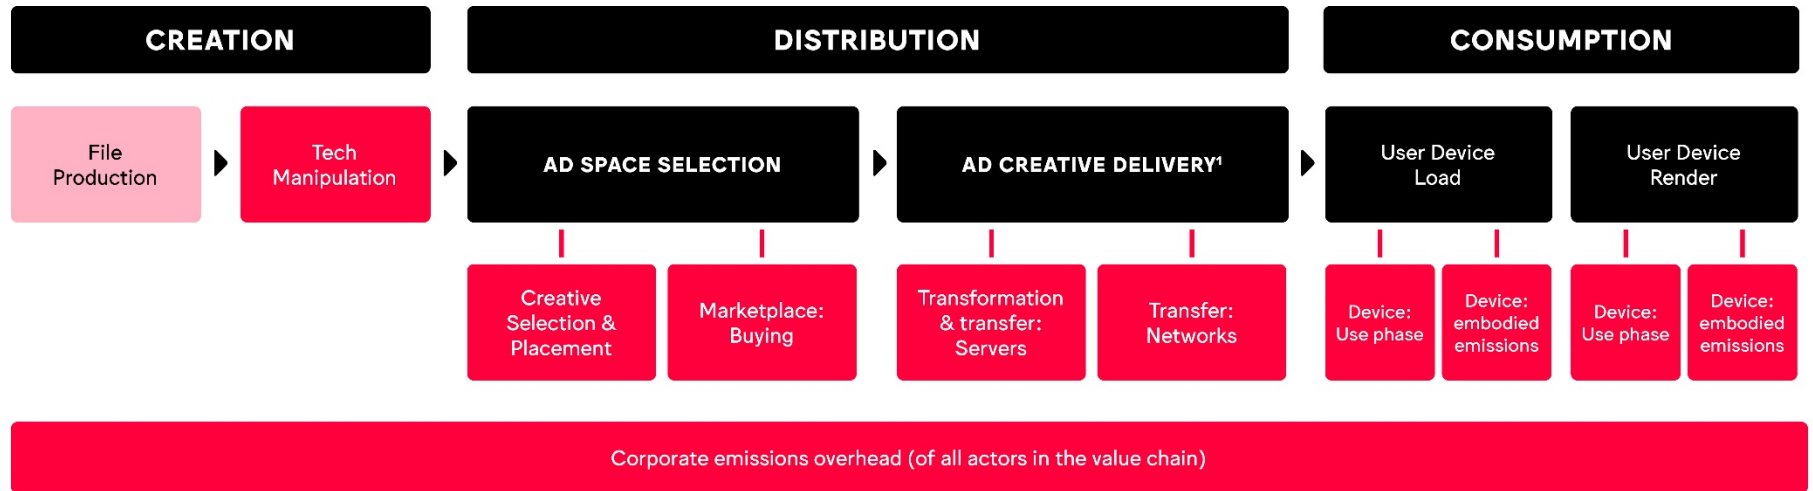 CREATION
DISTRIBUTION
CONSUMPTION
File
Production
Tech
Manipulation
AD SPACE SELECTION
AD CREATIVE DELIVERY¹
User Device
Load
User Device
Render
Creative
Selection &
Placement
Marketplace:
Buying
Transformation
& transfer:
Servers
Transfer:
Networks
Device:
Use phase
Device:
embodied
emissions
Device:
Use phase
Device:
embodied
emissions
Corporate emissions overhead (of all actors in the value chain)